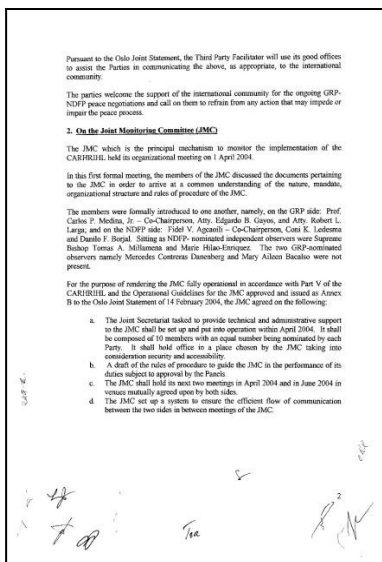 Pursuant to the Oslo Joint Statement, the Third Party Facilitator will use its good offices
to assist the Parties in communicating the above, as appropriate, to the international
community.
The parties welcome the support of the international community for the ongoing GRP-
NDFP peace negotiations and call on them to refrain from any action that may impede or
impair the peace process.
2. On the Joint Monitoring Committee (JMC)
The JMC which is the principal mechanism to monitor the implementation of the
CARHRIHL held its organizational meeting on 1 April 2004.
In this first formal meeting, the members of the JMC discussed the documents pertaining
to the JMC in order to arrive at a common understanding of the nature, mandate,
organizational structure and rules of procedure of the JMC.
The members were formally introduced to one another, namely, on the GRP side: Prof.
Carlos P. Medina, Jr. – Co-Chairperson, Atty. Edgardo B. Gayos, and Atty. Robert L.
Larga; and on the NDFP side: Fidel V. Agcaoili – Co-Chairperson, Coni K. Ledesma
and Danilo F. Borjal. Sitting as NDFP- nominated independent observers were Supreme
Bishop Tomas A. Millamena and Marie Hilao-Enriquez. The two GRP-nominated
observers namely Mercedes Contreras Danenberg and Mary Aileen Bacalso were not
present.
For the purpose of rendering the JMC fully operational in accordance with Part V of the
CARHRIHL and the Operational Guidelines for the JMC approved and issued as Annex
B to the Oslo Joint Statement of 14 February 2004, the JMC agreed on the following:
a. The Joint Secretariat tasked to provide technical and administrative support
to the JMC shall be set up and put into operation within April 2004. It shall
be composed of 10 members with an equal number being nominated by each
Party. It shall hold office in a place chosen by the JMC taking into
consideration security and accessibility.
b. A draft of the rules of procedure to guide the JMC in the performance of its
duties subject to approval by the Panels
c. The JMC shall hold its next two meetings in April 2004 and in June 2004 in
venues mutually agreed upon by both sides.
d. The JMC set up a system to ensure the efficient flow of communication
between the two sides in between meetings of the JMC.
2